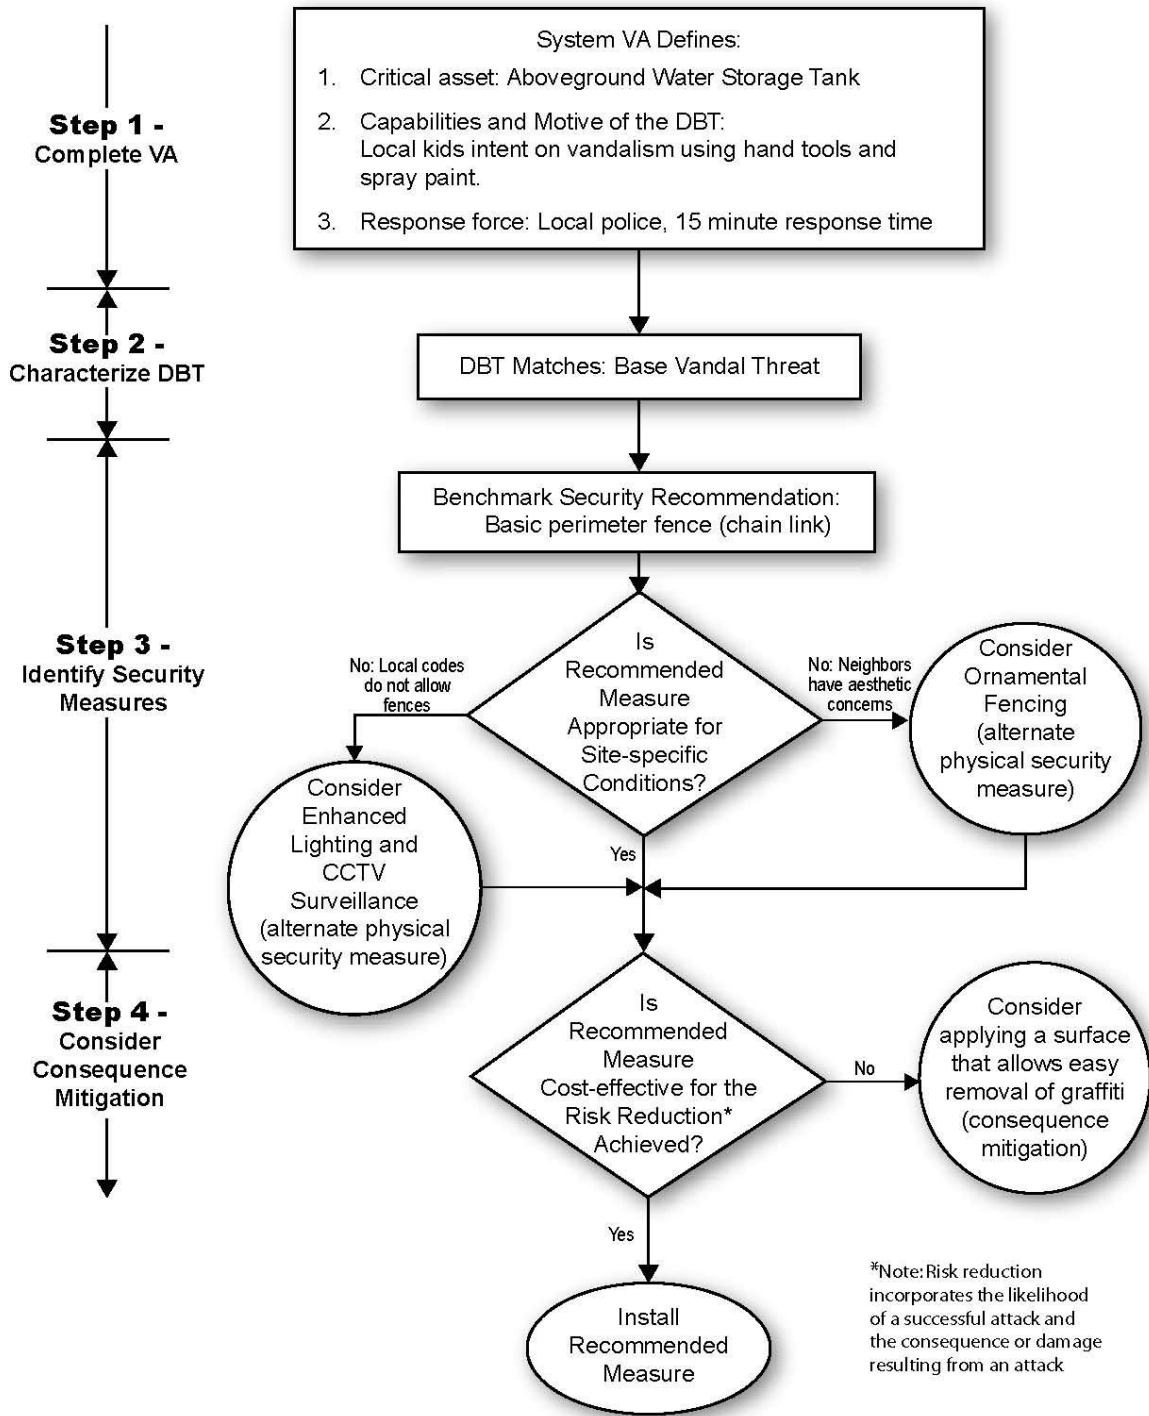 System VA Defines:
1. Critical asset: Aboveground Water Storage Tank
2. Capabilities and Motive of the DBT:
Local kids intent on vandalism using hand tools and
spray paint.
3. Response force: Local police, 15 minute response time
Step 1 -
Complete VA
Step 2 -
Characterize DBT
DBT Matches: Base Vandal Threat
Benchmark Security Recommendation:
Basic perimeter fence (chain link)
Step 3 -
Identify Security
Measures
Is
Recommended
Measure
Appropriate for
Site-specific
Conditions?
No: Local codes
do not allow
fences
No: Neighbors
have aesthetic
concerns
Consider
Ornamental
Fencing
(alternate
physical security
measure)
Consider
Enhanced
Lighting and
CCTV
Surveillance
(alternate physical
security measure)
Yes
Step 4 -
Consider
Consequence
Mitigation
Is
Recommended
Measure
Cost-effective for the
Risk Reduction*
Achieved?
No
Consider
applying a surface
that allows easy
removal of graffiti
(consequence
mitigation)
Yes
Install
Recommended
Measure
*Note: Risk reduction
incorporates the likelihood
of a successful attack and
the consequence or damage
resulting from an attack